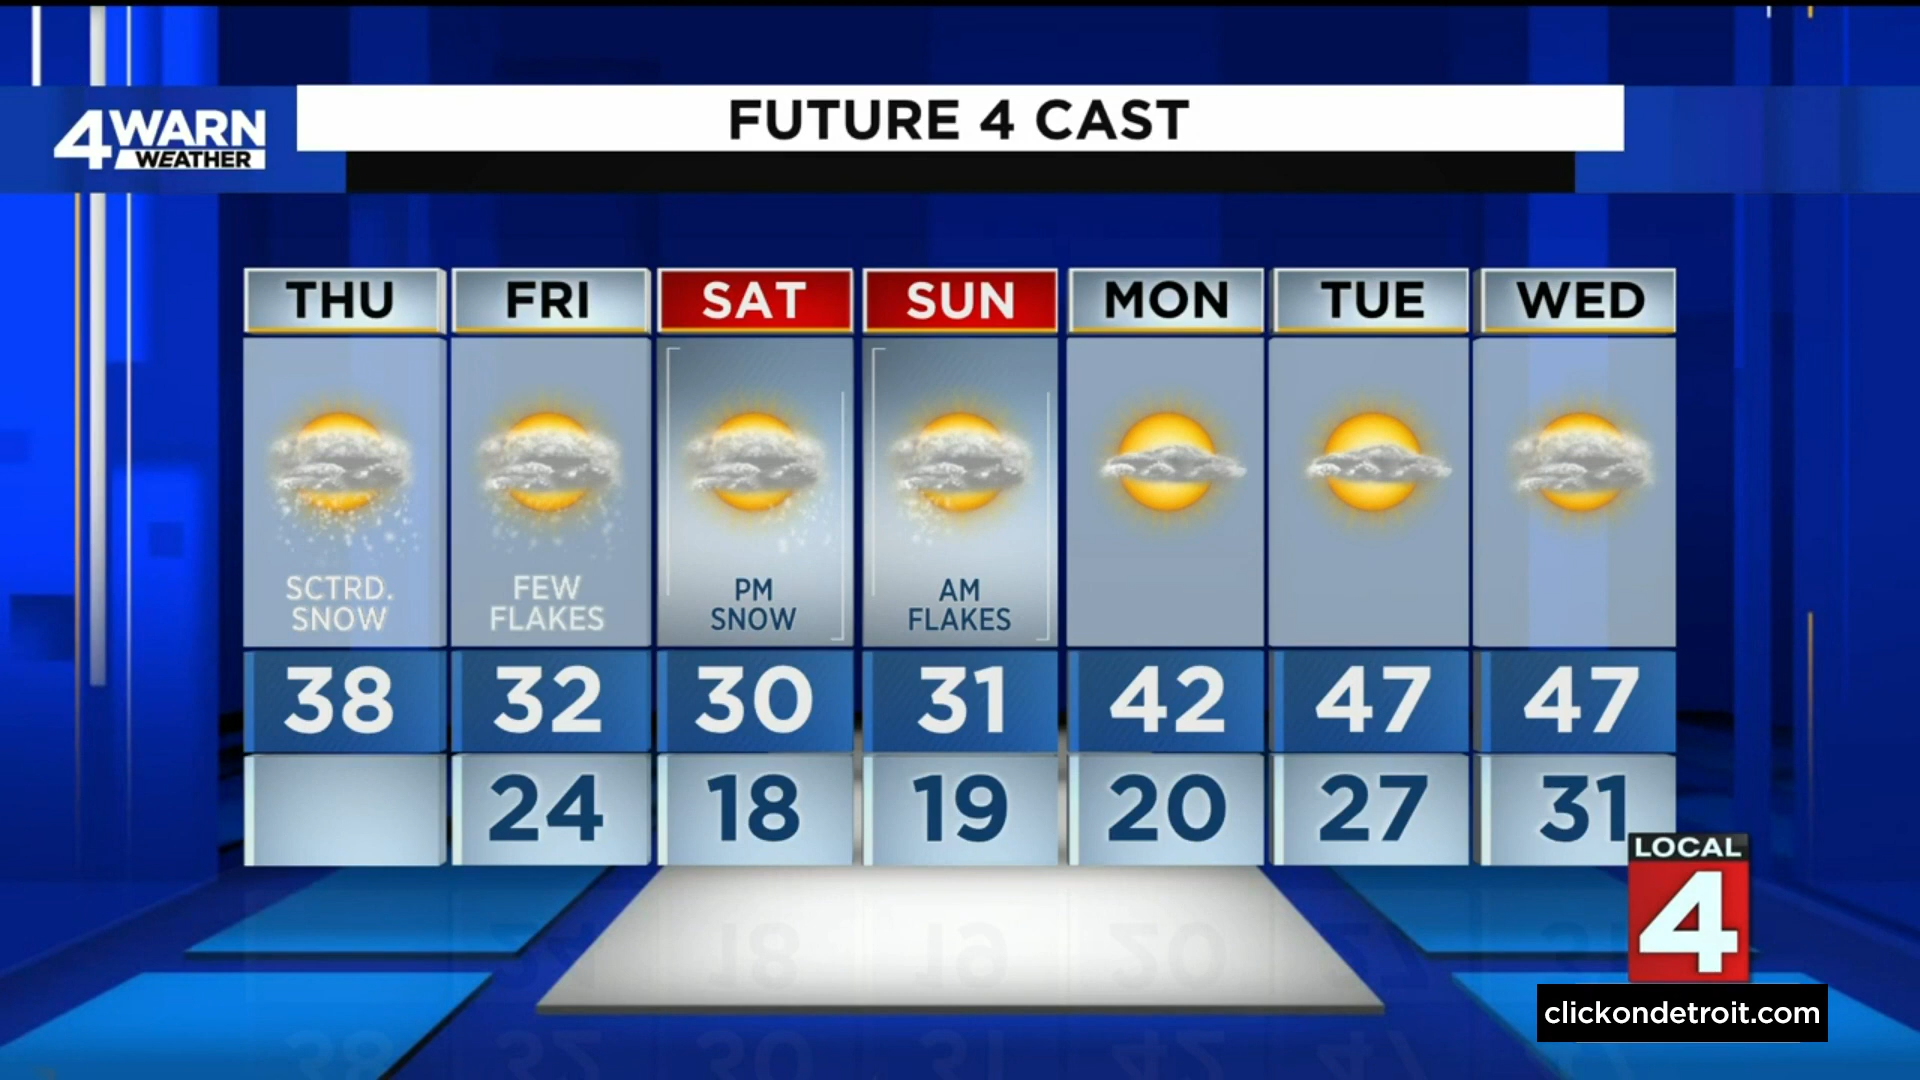 FUTURE 4 CAST
4WARN
WEATHER
THU FRI SAT SUN MON TUE WED
SCTRD.
SNOW
FEW
FLAKES
PM
SNOW
AM
FLAKES
38 32 30 31 42 47 47
24 18 19 20 27 31
LOCAL
4
clickondetroit.com